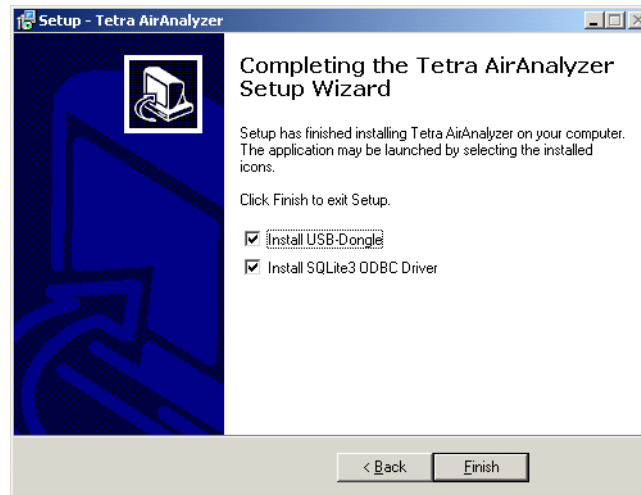 Setup - Tetra AirAnalyzer
Completing the Tetra AirAnalyzer
Setup Wizard
Setup has finished installing Tetra AirAnalyzer on your computer.
The application may be launched by selecting the installed
icons.
Click Finish to exit Setup.
Install USB-Dongle
Install SQLite3 ODBC Driver
< Back
Finish